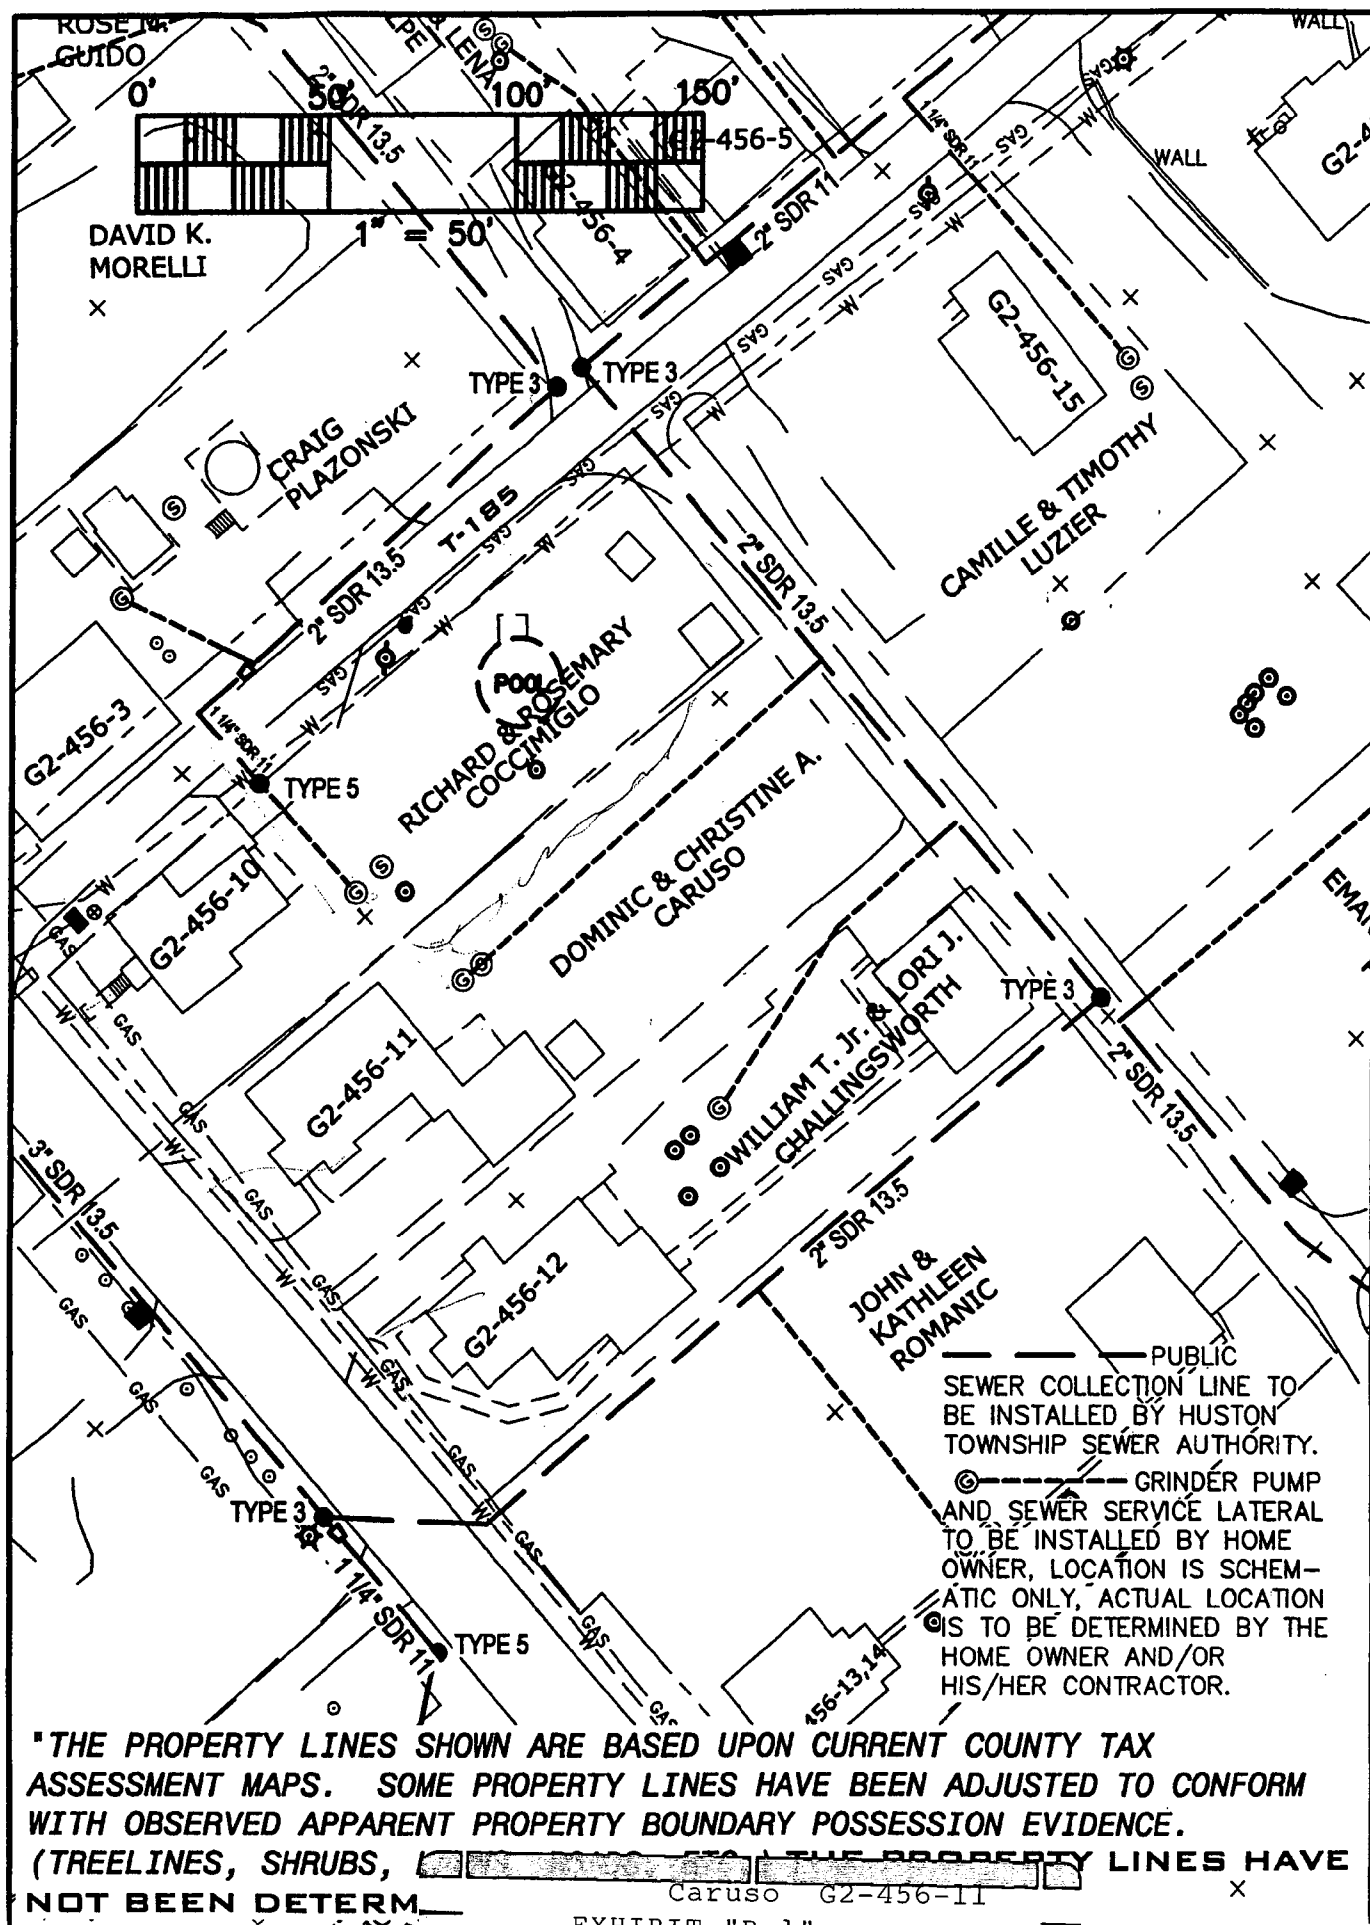 ROSE M.
GUIDO
LENA
WALL
0' 50' 100' 150'
2" SDR 13.5
G2-456-5
G2-456-4
1" = 50'
DAVID K.
MORELLI
2" SDR 11
1 1/4" SDR 11
GAS
W
WALL
G2-456-15
G
S
TYPE 3
TYPE 3
CRAIG
PLAZONSKI
S
T-185
CAMILLE & TIMOTHY
LUZIER
2" SDR 13.5
2" SDR 13.5
G
GAS
W
POOL
RICHARD & ROSEMARY
COCCIMIGLO
G2-456-3
1 1/4" SDR 11
TYPE 5
G
S
DOMINIC & CHRISTINE A.
CARUSO
G2-456-10
G
TYPE 3
WILLIAM T. Jr. & LORI J.
CHALLINGSWORTH
G2-456-11
G
2" SDR 13.5
3" SDR 13.5
GAS
W
2" SDR 13.5
G2-456-12
JOHN &
KATHLEEN
ROMANIC
PUBLIC
SEWER COLLECTION LINE TO
BE INSTALLED BY HUSTON
TOWNSHIP SEWER AUTHORITY.
G GRINDER PUMP
AND SEWER SERVICE LATERAL
TO BE INSTALLED BY HOME
OWNER, LOCATION IS SCHEM-
ATIC ONLY, ACTUAL LOCATION
IS TO BE DETERMINED BY THE
HOME OWNER AND/OR
HIS/HER CONTRACTOR.
TYPE 3
1 1/4" SDR 11
TYPE 5
456-13,14
"THE PROPERTY LINES SHOWN ARE BASED UPON CURRENT COUNTY TAX
ASSESSMENT MAPS. SOME PROPERTY LINES HAVE BEEN ADJUSTED TO CONFORM
WITH OBSERVED APPARENT PROPERTY BOUNDARY POSSESSION EVIDENCE.
(TREELINES, SHRUBS, THE PROPERTY LINES HAVE
NOT BEEN DETERM
Caruso G2-456-11